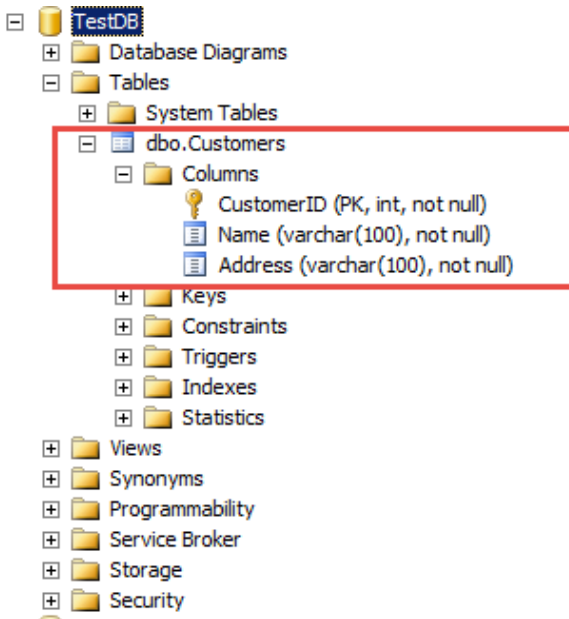 TestDB
Database Diagrams
Tables
System Tables
dbo.Customers
Columns
CustomerID (PK, int, not null)
Name (varchar(100), not null)
Address (varchar(100), not null)
Keys
Constraints
Triggers
Indexes
Statistics
Views
Synonyms
Programmability
Service Broker
Storage
Security